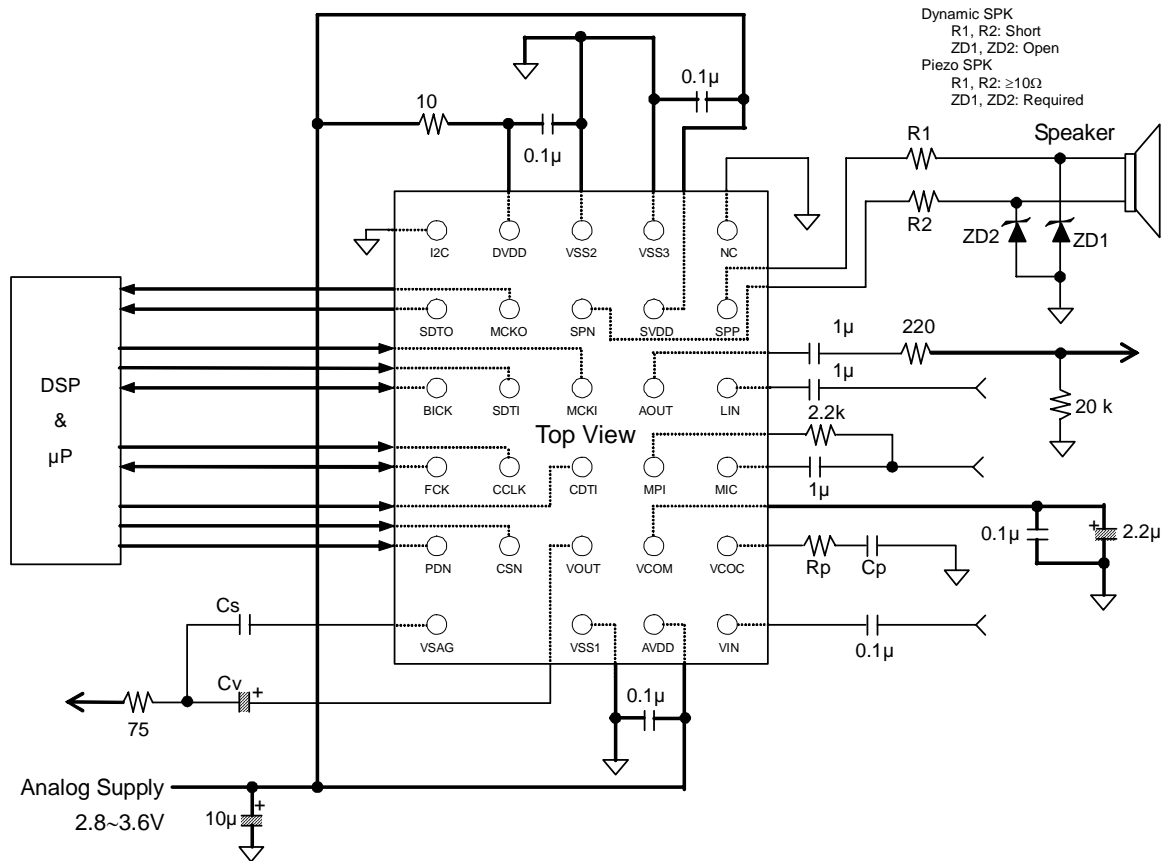 Dynamic SPK
R1, R2: Short
ZD1, ZD2: Open
Piezo SPK
R1, R2: ≥10Ω
ZD1, ZD2: Required
0.1μ
10
0.1μ
R1
Speaker
R2
ZD2
ZD1
I2C
DVDD
VSS2
VSS3
NC
SDTO
MCKO
SPN
SVDD
SPP
1μ
220
1μ
20 k
DSP
&
μP
BICK
SDTI
MCKI
AOUT
LIN
Top View
2.2k
FCK
CCLK
CDTI
MPI
MIC
1μ
0.1μ
+
2.2μ
PDN
CSN
VOUT
VCOM
VCOC
Rp
Cp
Cs
VSAG
VSS1
AVDD
VIN
0.1μ
Cv
+
0.1μ
75
Analog Supply
2.8~3.6V
10μ
+